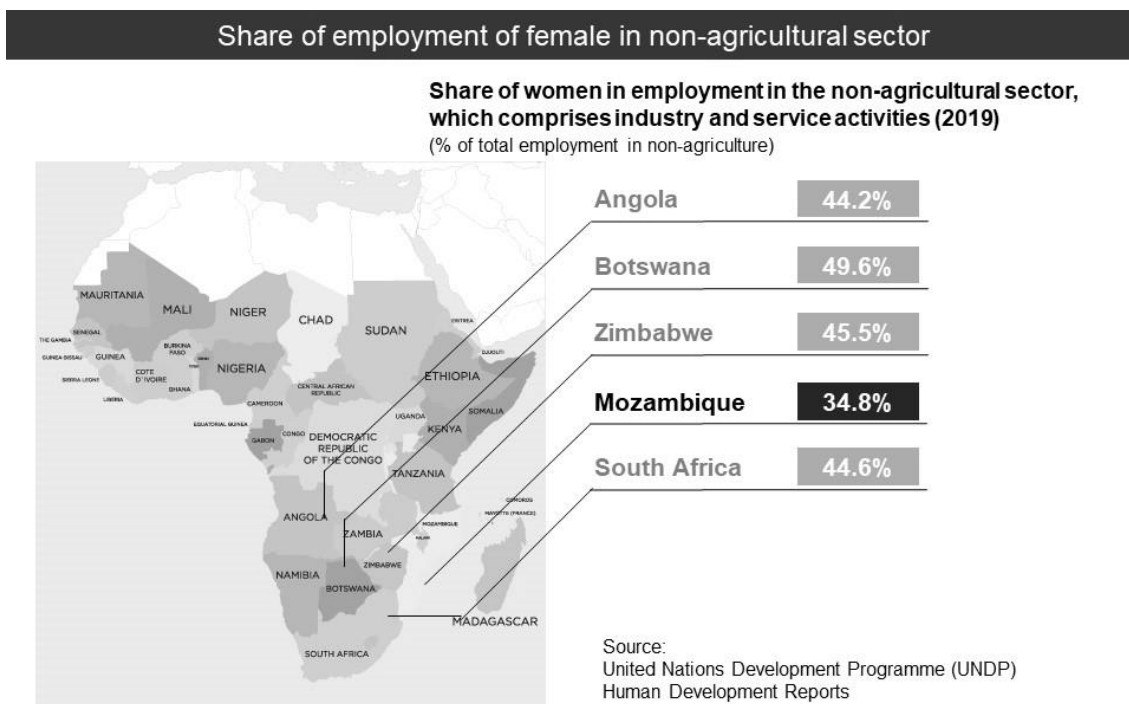 Share of employment of female in non-agricultural sector
Share of women in employment in the non-agricultural sector,
which comprises industry and service activities (2019)
(% of total employment in non-agriculture)
Angola 44.2%
Botswana 49.6%
Zimbabwe 45.5%
Mozambique 34.8%
South Africa 44.6%
MAURITANIA
MALI
NIGER
CHAD
SUDAN
ERITREA
SENEGAL
THE GAMBIA
GUINEA-BISSAU
GUINEA
BURKINA
FASO
DJIBOUTI
SIERRA LEONE
COTE
D'IVOIRE
GHANA
NIGERIA
ETHIOPIA
LIBERIA
CENTRAL AFRICAN
REPUBLIC
CAMEROON
SOMALIA
EQUATORIAL GUINEA
UGANDA
KENYA
GABON
CONGO
DEMOCRATIC
REPUBLIC
OF THE CONGO
TANZANIA
COMOROS
MAYOTTE (FRANCE)
ANGOLA
MOZAMBIQUE
ZAMBIA
ZIMBABWE
NAMIBIA
BOTSWANA
MADAGASCAR
SOUTH AFRICA
Source:
United Nations Development Programme (UNDP)
Human Development Reports